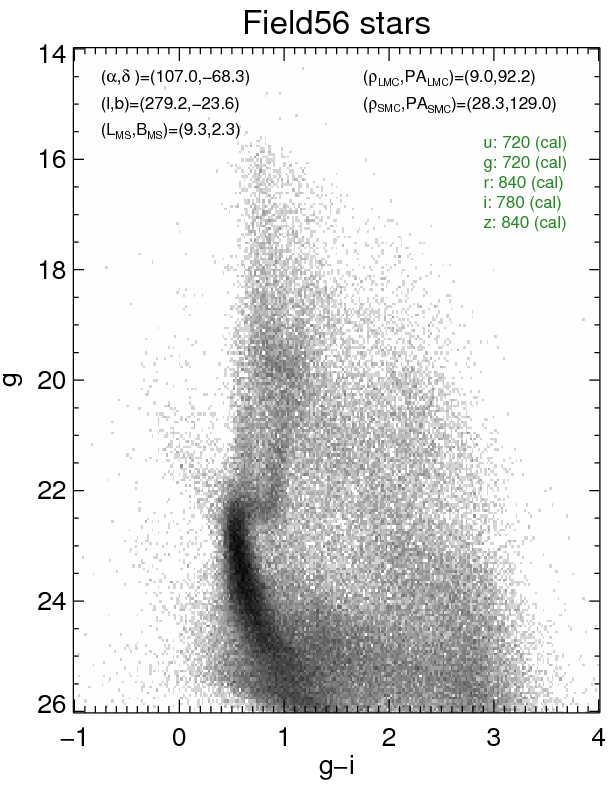 Field56 stars
(α,δ )=(107.0,−68.3)
(ρLMC,PALMC)=(9.0,92.2)
(l,b)=(279.2,−23.6)
(ρSMC,PASMC)=(28.3,129.0)
(LMS,BMS)=(9.3,2.3)
u: 720 (cal)
g: 720 (cal)
r: 840 (cal)
i: 780 (cal)
z: 840 (cal)
14
16
18
20
22
24
26
g
−1 0 1 2 3 4
g−i